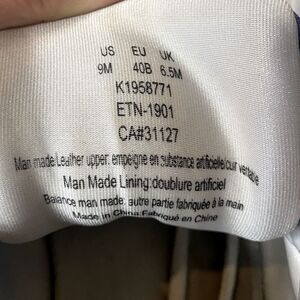 US EU UK
9M 40B 6.5M
K1958771
ETN-1901
CA#31127
Man made/Leather upper: empeigne en substance artificielle/cuir veritable
Man Made Lining:doublure artificiel
Balance man made: autre partie fabriquée à la main
Made in China:Fabriqué en Chine